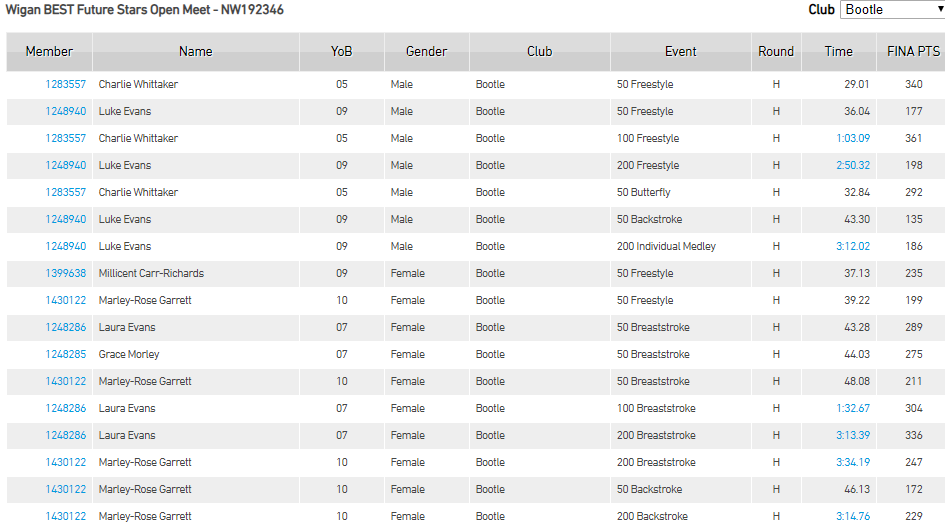 Wigan BEST Future Stars Open Meet - NW192346 Club Bootle
Member Name YoB Gender Club Event Round Time FINA PTS
1283557 Charlie Whittaker 05 Male Bootle 50 Freestyle H 29.01 340
1248940 Luke Evans 09 Male Bootle 50 Freestyle H 36.04 177
1283557 Charlie Whittaker 05 Male Bootle 100 Freestyle H 1:03.09 361
1248940 Luke Evans 09 Male Bootle 200 Freestyle H 2:50.32 198
1283557 Charlie Whittaker 05 Male Bootle 50 Butterfly H 32.84 292
1248940 Luke Evans 09 Male Bootle 50 Backstroke H 43.30 135
1248940 Luke Evans 09 Male Bootle 200 Individual Medley H 3:12.02 186
1399638 Millicent Carr-Richards 09 Female Bootle 50 Freestyle H 37.13 235
1430122 Marley-Rose Garrett 10 Female Bootle 50 Freestyle H 39.22 199
1248286 Laura Evans 07 Female Bootle 50 Breaststroke H 43.28 289
1248285 Grace Morley 07 Female Bootle 50 Breaststroke H 44.03 275
1430122 Marley-Rose Garrett 10 Female Bootle 50 Breaststroke H 48.08 211
1248286 Laura Evans 07 Female Bootle 100 Breaststroke H 1:32.67 304
1248286 Laura Evans 07 Female Bootle 200 Breaststroke H 3:13.39 336
1430122 Marley-Rose Garrett 10 Female Bootle 200 Breaststroke H 3:34.19 247
1430122 Marley-Rose Garrett 10 Female Bootle 50 Backstroke H 46.13 172
1430122 Marley-Rose Garrett 10 Female Bootle 200 Backstroke H 3:14.76 229